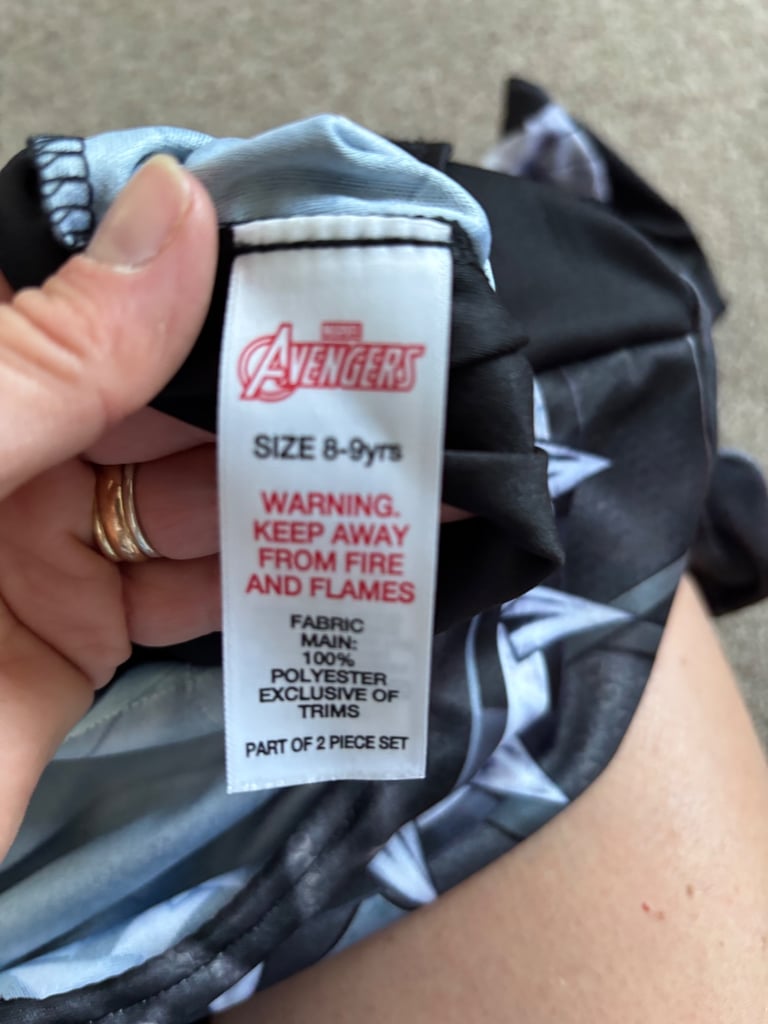 MARVEL
AVENGERS
SIZE 8-9yrs
WARNING.
KEEP AWAY
FROM FIRE
AND FLAMES
FABRIC
MAIN:
100%
POLYESTER
EXCLUSIVE OF
TRIMS
PART OF 2 PIECE SET